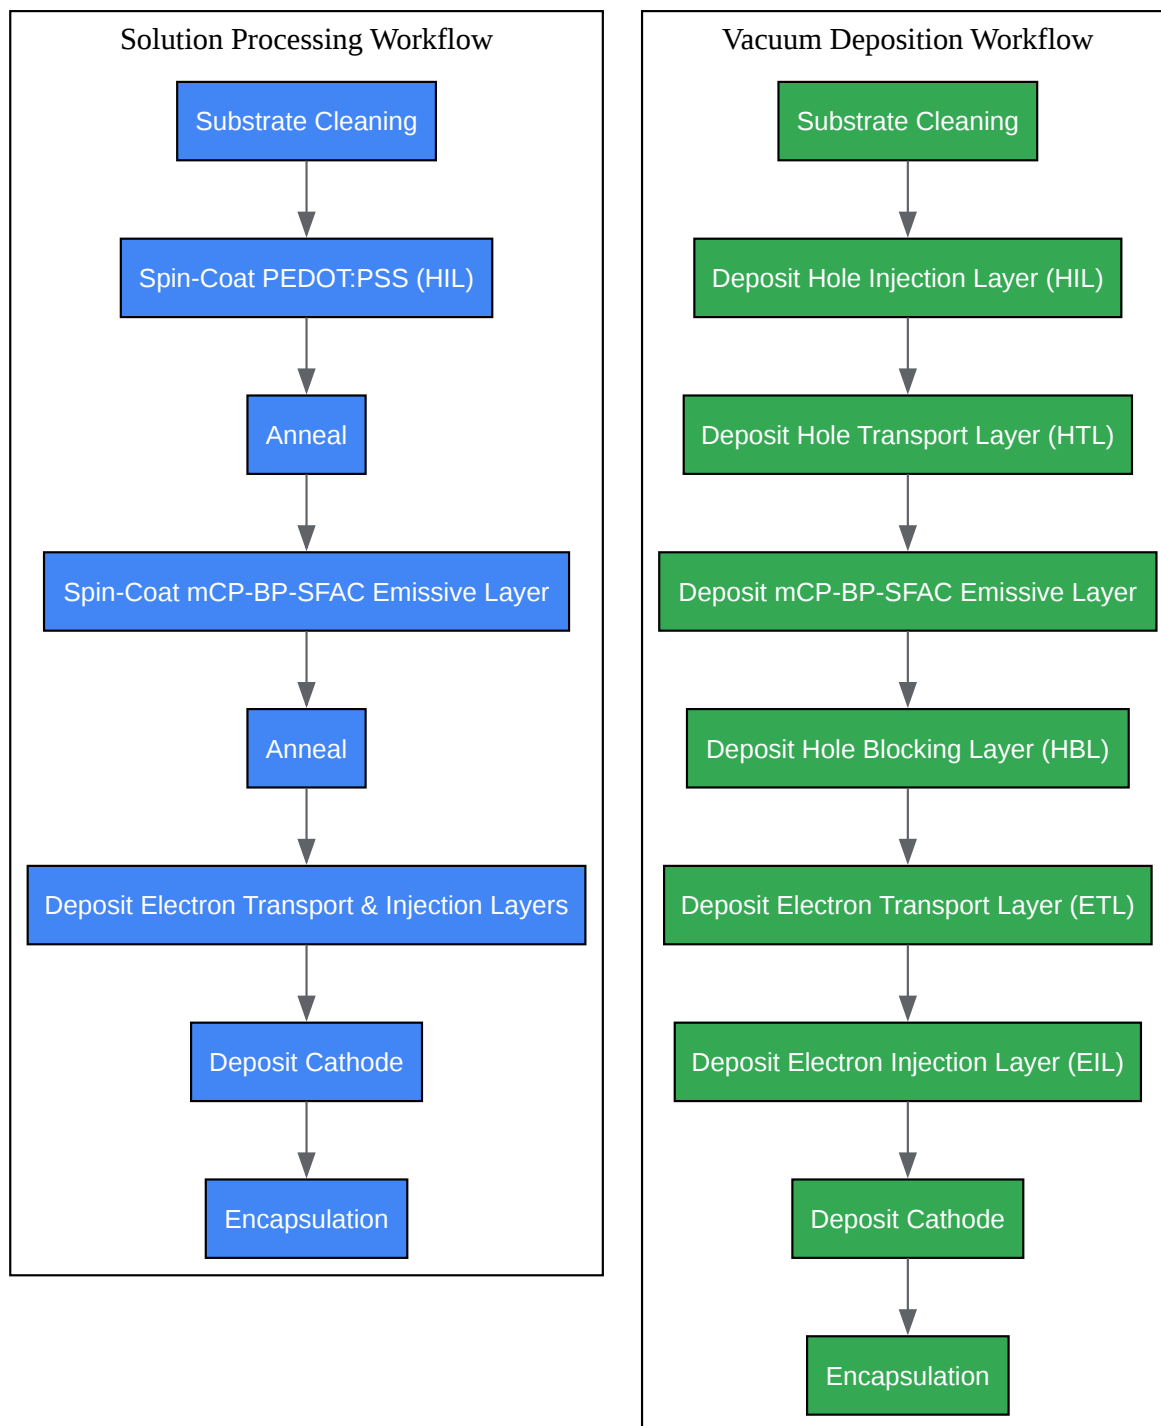 Solution Processing Workflow
Substrate Cleaning
Spin-Coat PEDOT:PSS (HIL)
Anneal
Spin-Coat mCP-BP-SFAC Emissive Layer
Anneal
Deposit Electron Transport & Injection Layers
Deposit Cathode
Encapsulation
Vacuum Deposition Workflow
Substrate Cleaning
Deposit Hole Injection Layer (HIL)
Deposit Hole Transport Layer (HTL)
Deposit mCP-BP-SFAC Emissive Layer
Deposit Hole Blocking Layer (HBL)
Deposit Electron Transport Layer (ETL)
Deposit Electron Injection Layer (EIL)
Deposit Cathode
Encapsulation